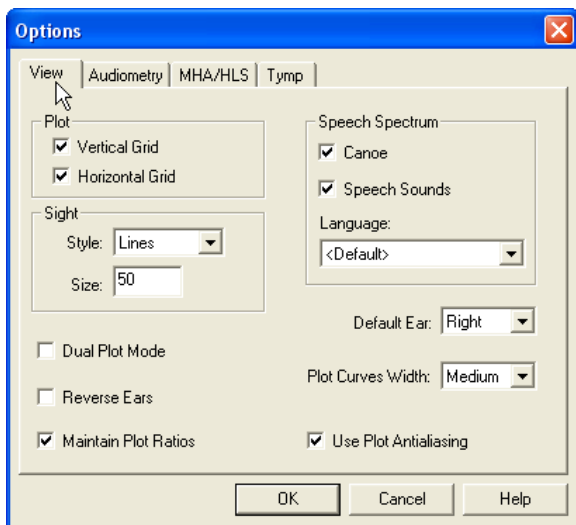 Options
View Audiometry MHA/HLS Tymp
Plot
Vertical Grid
Horizontal Grid
Sight
Style: Lines
Size: 50
Speech Spectrum
Canoe
Speech Sounds
Language:
<Default>
Default Ear: Right
Dual Plot Mode
Plot Curves Width: Medium
Reverse Ears
Maintain Plot Ratios
Use Plot Antialiasing
OK Cancel Help